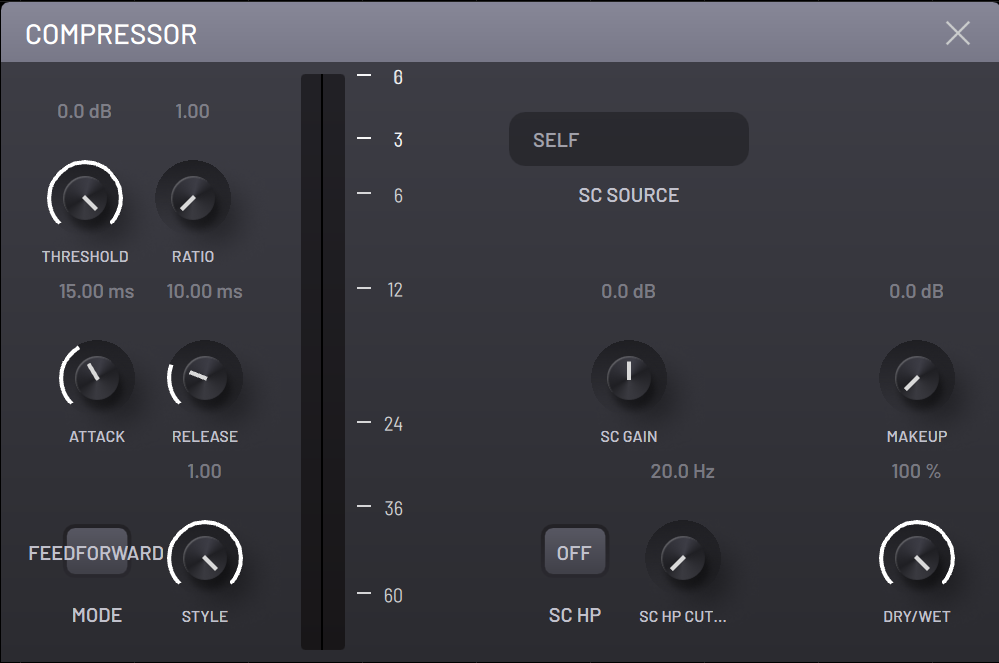 COMPRESSOR
0.0 dB 1.00
THRESHOLD RATIO
15.00 ms 10.00 ms
ATTACK RELEASE
1.00
FEEDFORWARD
MODE STYLE
6
3
6
12
24
36
60
SELF
SC SOURCE
0.0 dB 0.0 dB
SC GAIN MAKEUP
20.0 Hz 100 %
OFF
SC HP SC HP CUT... DRY/WET